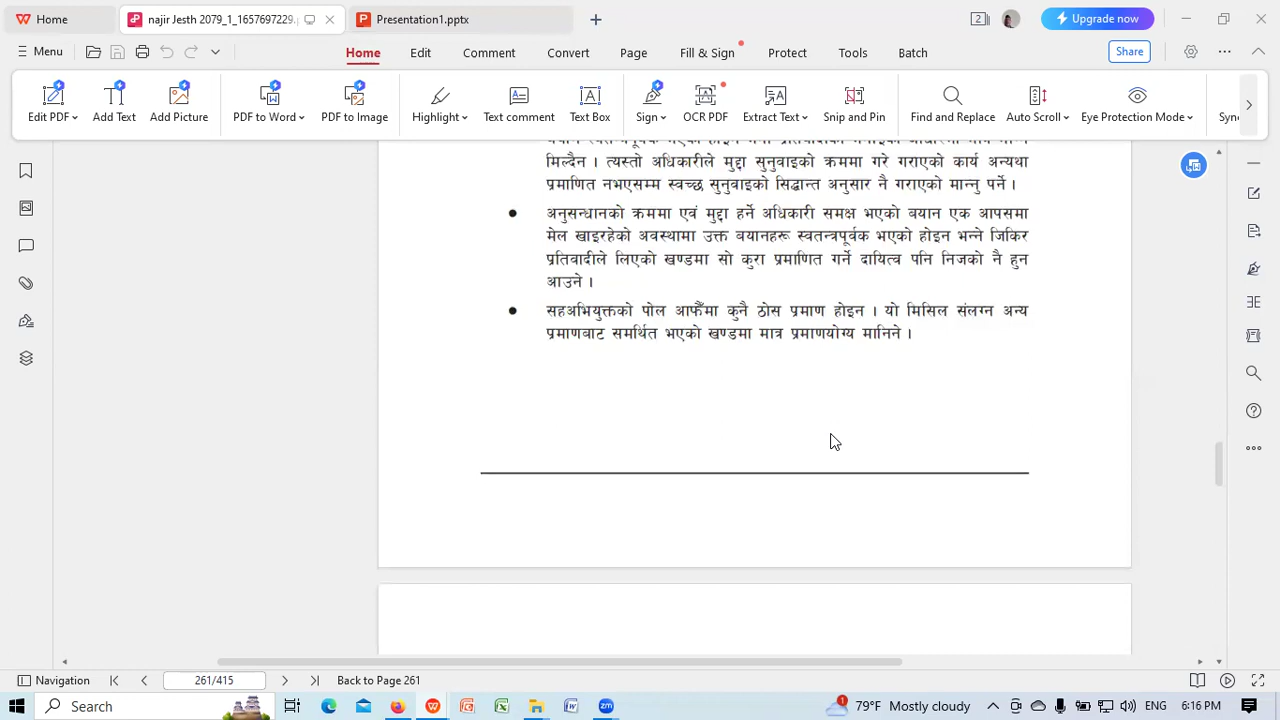 Home
najir Jesth 2079_1_1657697229.
Presentation1.pptx
2
Upgrade now
Menu
Home
Edit
Comment
Convert
Page
Fill & Sign
Protect
Tools
Batch
Share
Edit PDF
Add Text
Add Picture
PDF to Word
PDF to Image
Highlight
Text comment
Text Box
Sign
OCR PDF
Extract Text
Snip and Pin
Find and Replace
Auto Scroll
Eye Protection Mode
Sync
मिल्दैन । त्यस्तो अधिकारीले मुद्दा सुनुवाइको क्रममा गरे गराएको कार्य अन्यथा
प्रमाणित नभएसम्म स्वच्छ सुनुवाइको सिद्धान्त अनुसार नै गराएको मान्नु पर्ने ।
• अनुसन्धानको क्रममा एवं मुद्दा हर्ने अधिकारी समक्ष भएको बयान एक आपसमा
मेल खाइरहेको अवस्थामा उक्त बयानहरू स्वतन्त्रपूर्वक भएको होइन भन्ने जिकिर
प्रतिवादीले लिएको खण्डमा सो कुरा प्रमाणित गर्ने दायित्व पनि निजको नै हुन
आउने ।
• सहअभियुक्तको पोल आफैँमा कुनै ठोस प्रमाण होइन । यो मिसिल संलग्न अन्य
प्रमाणबाट समर्थित भएको खण्डमा मात्र प्रमाणयोग्य मानिने ।
Navigation
261/415
Back to Page 261
Search
1
79°F Mostly cloudy
ENG
6:16 PM